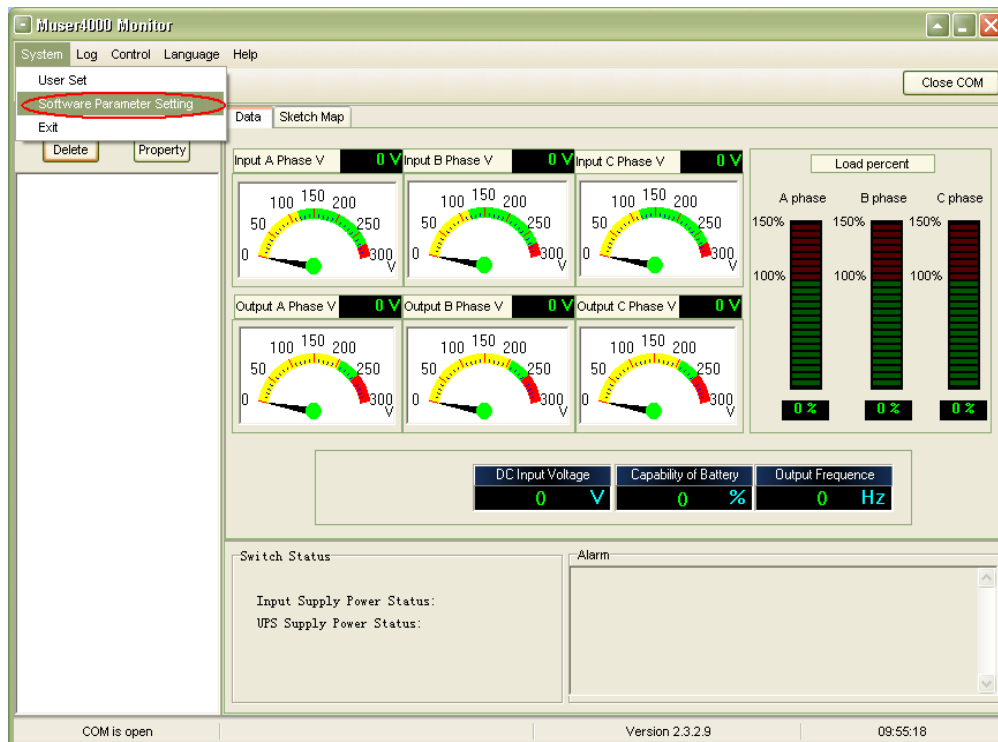 Muser4000 Monitor
System Log Control Language Help
User Set
Software Parameter Setting
Exit
Close COM
Delete Property
Data Sketch Map
Input A Phase V 0 V Input B Phase V 0 V Input C Phase V 0 V
0 50 100 150 200 250 300 V
0 50 100 150 200 250 300 V
0 50 100 150 200 250 300 V
Output A Phase V 0 V Output B Phase V 0 V Output C Phase V 0 V
0 50 100 150 200 250 300 V
0 50 100 150 200 250 300 V
0 50 100 150 200 250 300 V
Load percent
A phase B phase C phase
150% 150% 150%
100% 100% 100%
0 % 0 % 0 %
DC Input Voltage Capability of Battery Output Frequence
0 V 0 % 0 Hz
Switch Status
Input Supply Power Status:
UPS Supply Power Status:
Alarm
COM is open Version 2.3.2.9 09:55:18